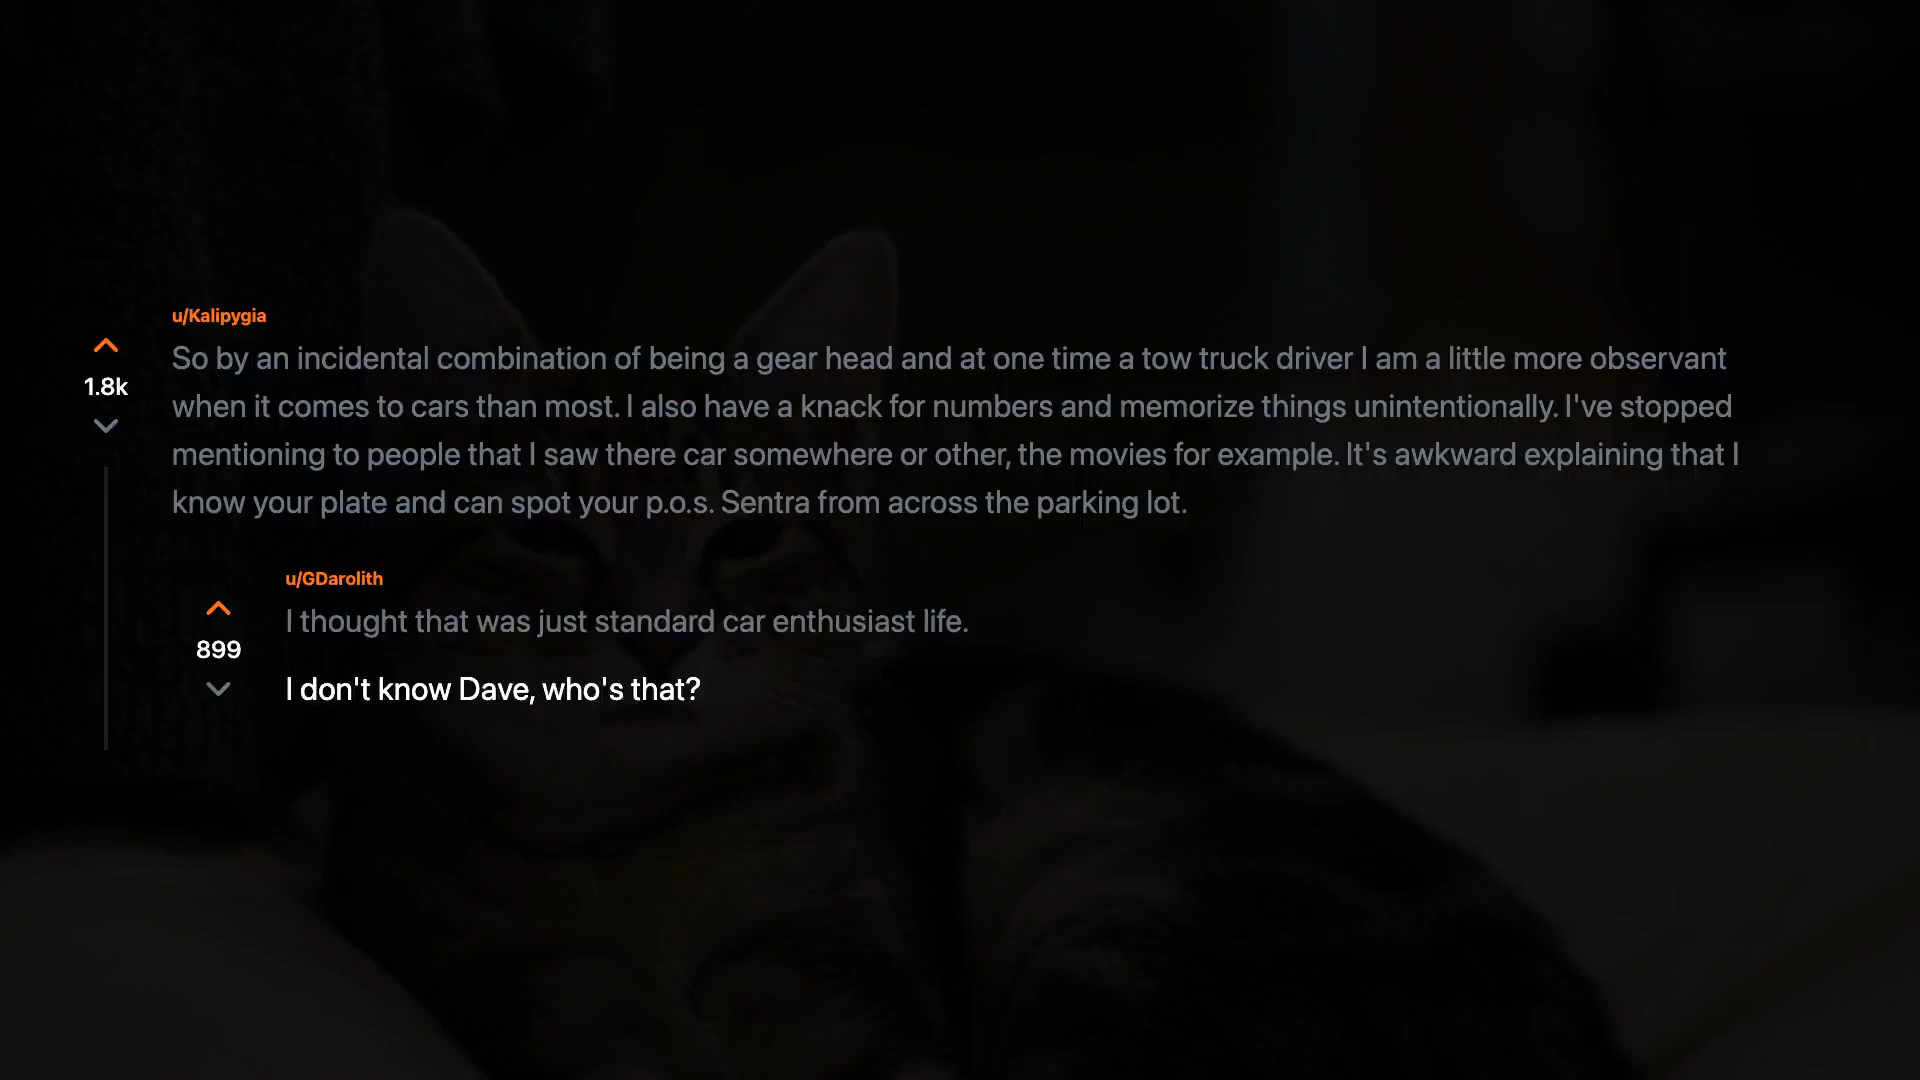 u/Kalipygia
1.8k
So by an incidental combination of being a gear head and at one time a tow truck driver I am a little more observant
when it comes to cars than most. I also have a knack for numbers and memorize things unintentionally. I've stopped
mentioning to people that I saw there car somewhere or other, the movies for example. It's awkward explaining that I
know your plate and can spot your p.o.s. Sentra from across the parking lot.
u/GDarolith
899
I thought that was just standard car enthusiast life.
I don't know Dave, who's that?